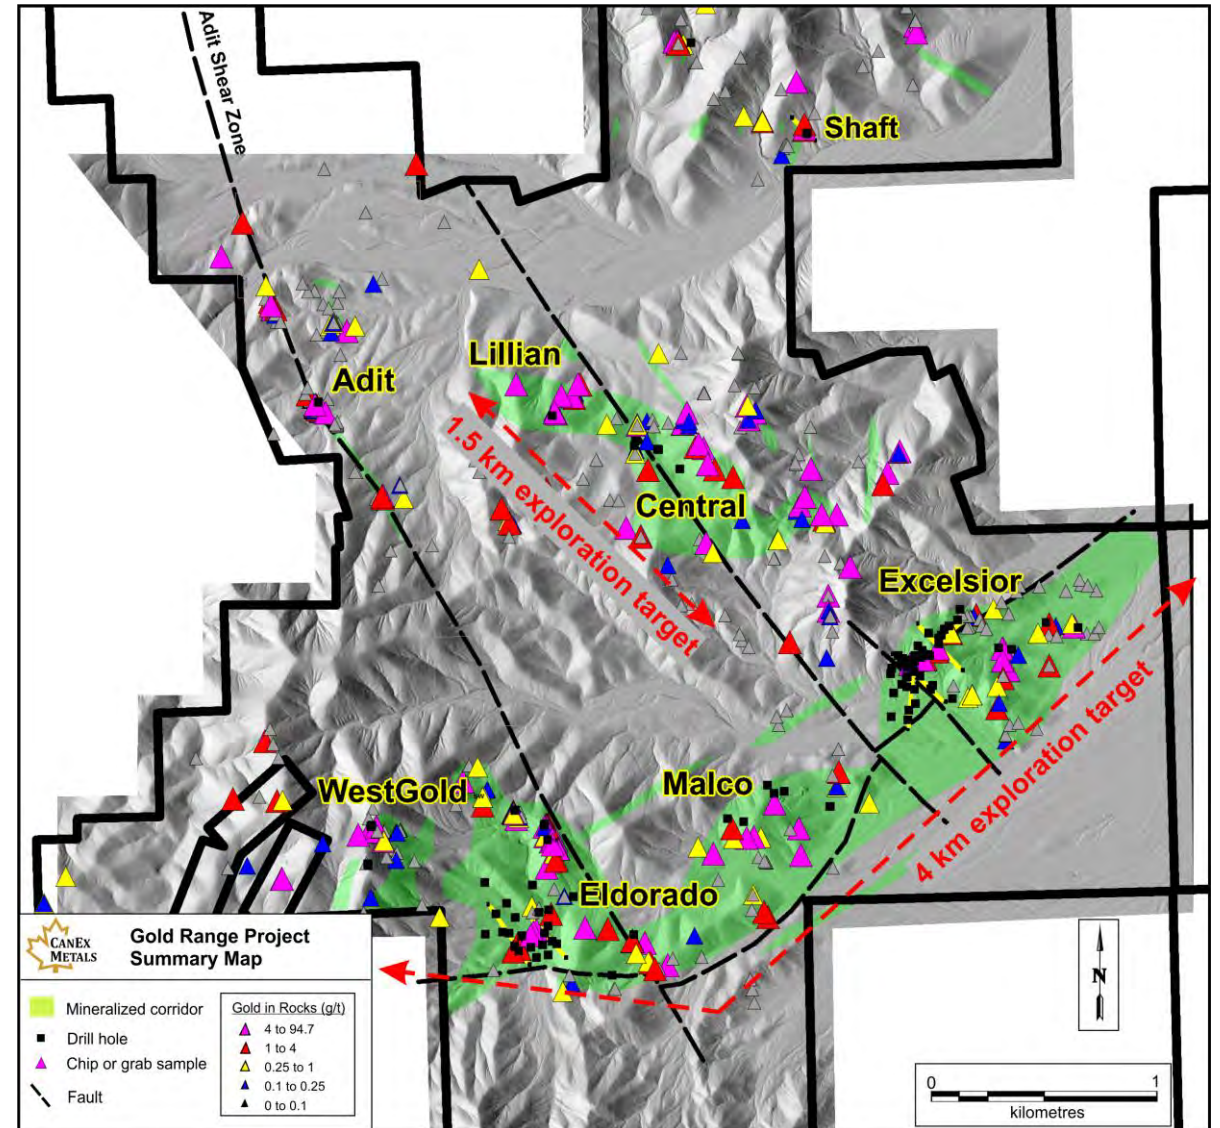 Adit Shear Zone
Shaft
Lillian
Adit
1.5 km exploration target
Central
Excelsior
WestGold
Malco
Eldorado
4 km exploration target
CANEX
METALS
Gold Range Project
Summary Map
Mineralized corridor
Drill hole
Chip or grab sample
Fault
Gold in Rocks (g/t)
4 to 94.7
1 to 4
0.25 to 1
0.1 to 0.25
0 to 0.1
N
0 1
kilometres